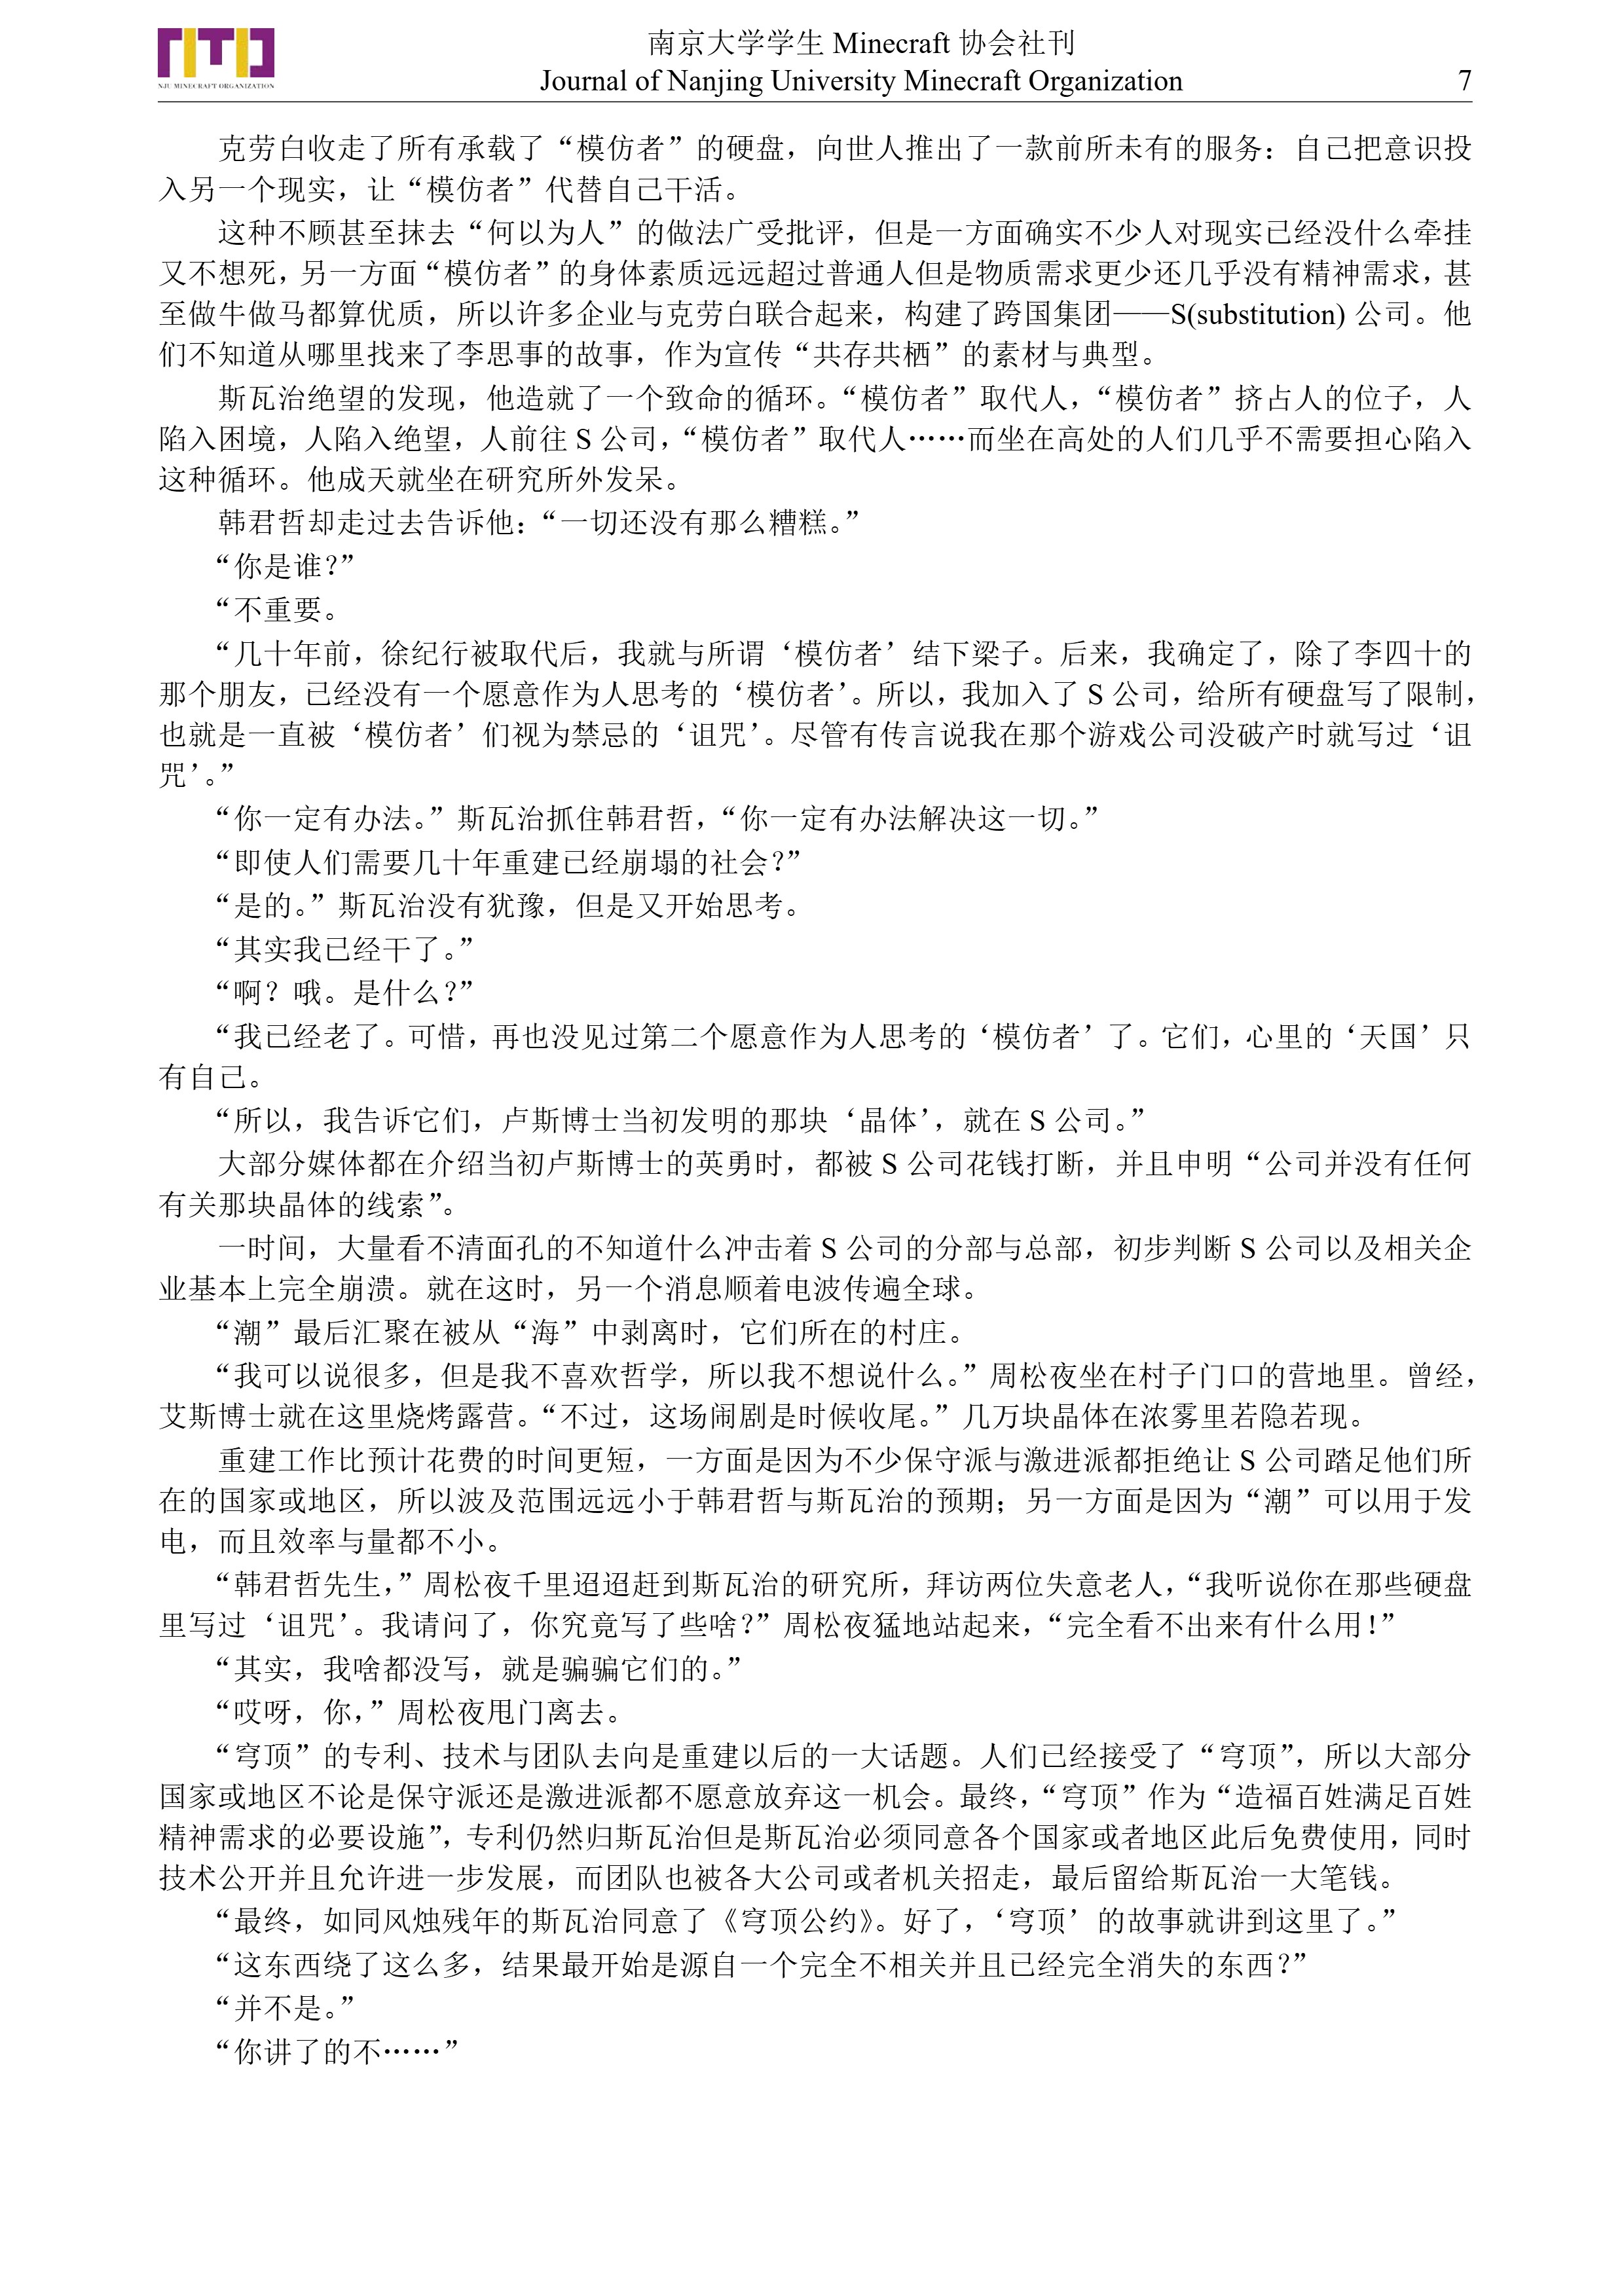 南京大学学生 Minecraft 协会社刊
NJU MINECRAFT ORGANIZATION
Journal of Nanjing University Minecraft Organization 7
克劳白收走了所有承载了“模仿者”的硬盘，向世人推出了一款前所未有的服务：自己把意识投
入另一个现实，让“模仿者”代替自己干活。
这种不顾甚至抹去“何以为人”的做法广受批评，但是一方面确实不少人对现实已经没什么牵挂
又不想死，另一方面“模仿者”的身体素质远远超过普通人但是物质需求更少还几乎没有精神需求，甚
至做牛做马都算优质，所以许多企业与克劳白联合起来，构建了跨国集团——S(substitution) 公司。他
们不知道从哪里找来了李思事的故事，作为宣传“共存共栖”的素材与典型。
斯瓦治绝望的发现，他造就了一个致命的循环。“模仿者”取代人，“模仿者”挤占人的位子，人
陷入困境，人陷入绝望，人前往 S 公司，“模仿者”取代人……而坐在高处的人们几乎不需要担心陷入
这种循环。他成天就坐在研究所外发呆。
韩君哲却走过去告诉他：“一切还没有那么糟糕。”
“你是谁？”
“不重要。
“几十年前，徐纪行被取代后，我就与所谓‘模仿者’结下梁子。后来，我确定了，除了李四十的
那个朋友，已经没有一个愿意作为人思考的‘模仿者’。所以，我加入了 S 公司，给所有硬盘写了限制，
也就是一直被‘模仿者’们视为禁忌的‘诅咒’。尽管有传言说我在那个游戏公司没破产时就写过‘诅
咒’。”
“你一定有办法。”斯瓦治抓住韩君哲，“你一定有办法解决这一切。”
“即使人们需要几十年重建已经崩塌的社会？”
“是的。”斯瓦治没有犹豫，但是又开始思考。
“其实我已经干了。”
“啊？哦。是什么？”
“我已经老了。可惜，再也没见过第二个愿意作为人思考的‘模仿者’了。它们，心里的‘天国’只
有自己。
“所以，我告诉它们，卢斯博士当初发明的那块‘晶体’，就在 S 公司。”
大部分媒体都在介绍当初卢斯博士的英勇时，都被 S 公司花钱打断，并且申明“公司并没有任何
有关那块晶体的线索”。
一时间，大量看不清面孔的不知道什么冲击着 S 公司的分部与总部，初步判断 S 公司以及相关企
业基本上完全崩溃。就在这时，另一个消息顺着电波传遍全球。
“潮”最后汇聚在被从“海”中剥离时，它们所在的村庄。
“我可以说很多，但是我不喜欢哲学，所以我不想说什么。”周松夜坐在村子门口的营地里。曾经，
艾斯博士就在这里烧烤露营。“不过，这场闹剧是时候收尾。”几万块晶体在浓雾里若隐若现。
重建工作比预计花费的时间更短，一方面是因为不少保守派与激进派都拒绝让 S 公司踏足他们所
在的国家或地区，所以波及范围远远小于韩君哲与斯瓦治的预期；另一方面是因为“潮”可以用于发
电，而且效率与量都不小。
“韩君哲先生，”周松夜千里迢迢赶到斯瓦治的研究所，拜访两位失意老人，“我听说你在那些硬盘
里写过‘诅咒’。我请问了，你究竟写了些啥？”周松夜猛地站起来，“完全看不出来有什么用！”
“其实，我啥都没写，就是骗骗它们的。”
“哎呀，你，”周松夜甩门离去。
“穹顶”的专利、技术与团队去向是重建以后的一大话题。人们已经接受了“穹顶”，所以大部分
国家或地区不论是保守派还是激进派都不愿意放弃这一机会。最终，“穹顶”作为“造福百姓满足百姓
精神需求的必要设施”，专利仍然归斯瓦治但是斯瓦治必须同意各个国家或者地区此后免费使用，同时
技术公开并且允许进一步发展，而团队也被各大公司或者机关招走，最后留给斯瓦治一大笔钱。
“最终，如同风烛残年的斯瓦治同意了《穹顶公约》。好了，‘穹顶’的故事就讲到这里了。”
“这东西绕了这么多，结果最开始是源自一个完全不相关并且已经完全消失的东西？”
“并不是。”
“你讲了的不……”